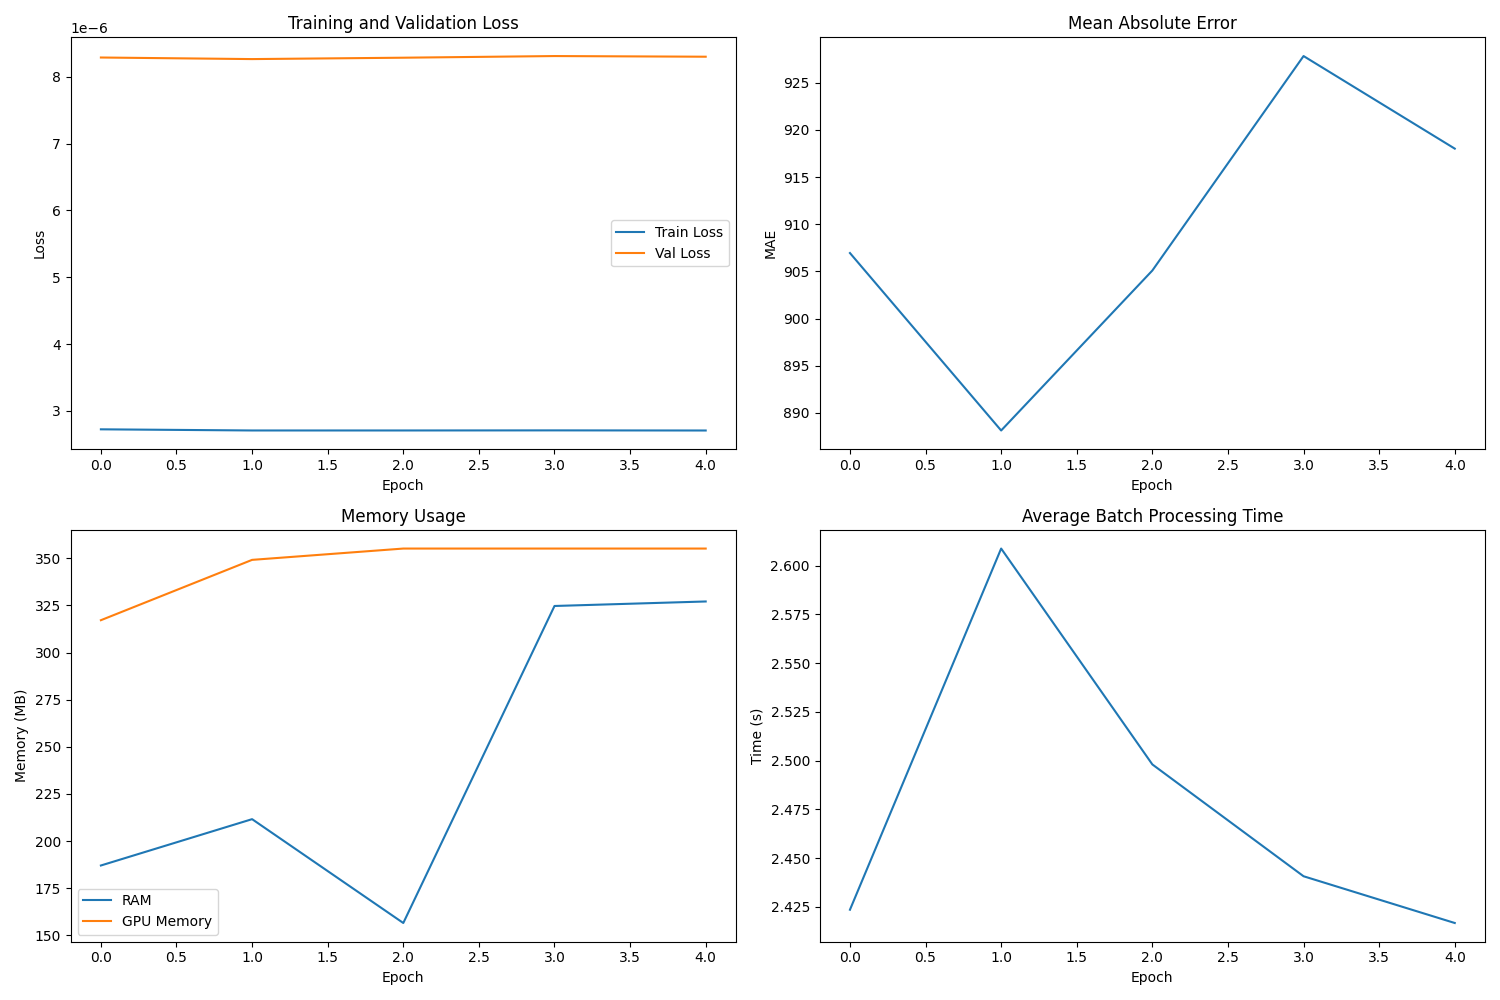 Training and Validation Loss
1e−6
8
7
6
5
4
3
Loss
Train Loss
Val Loss
0.0 0.5 1.0 1.5 2.0 2.5 3.0 3.5 4.0
Epoch
Mean Absolute Error
925
920
915
910
905
900
895
890
MAE
0.0 0.5 1.0 1.5 2.0 2.5 3.0 3.5 4.0
Epoch
Memory Usage
350
325
300
275
250
225
200
175
150
Memory (MB)
RAM
GPU Memory
0.0 0.5 1.0 1.5 2.0 2.5 3.0 3.5 4.0
Epoch
Average Batch Processing Time
2.600
2.575
2.550
2.525
2.500
2.475
2.450
2.425
Time (s)
0.0 0.5 1.0 1.5 2.0 2.5 3.0 3.5 4.0
Epoch